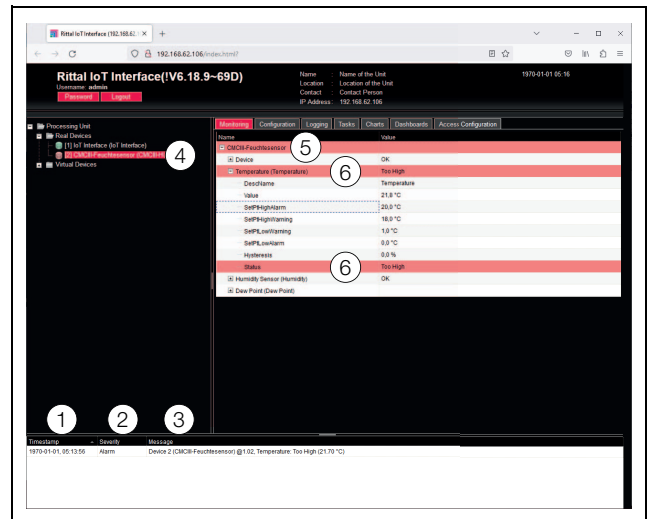 Rittal IoT Interface (192.168.62.1
192.168.62.106/index.html?
Rittal IoT Interface(!V6.18.9~69D)
Username: admin
Password Logout
Name : Name of the Unit
Location : Location of the Unit
Contact : Contact Person
IP Address: 192.168.62.106
1970-01-01 05:16
Processing Unit
Real Devices
[1] IoT Interface (IoT Interface)
[2] CMCIII-Feuchtesensor (CMCIII-H
4
Virtual Devices
Monitoring Configuration Logging Tasks Charts Dashboards Access Configuration
Name Value
CMCIII-Feuchtesensor
5
Device OK
Temperature (Temperature) Too High
6
DescName Temperature
Value 21,8 °C
SetPtHighAlarm 20,0 °C
SetPtHighWarning 18,0 °C
SetPtLowWarning 1,0 °C
SetPtLowAlarm 0,0 °C
Hysteresis 0,0 %
Status Too High
6
Humidity Sensor (Humidity) OK
Dew Point (Dew Point)
1 2 3
Timestamp Severity Message
1970-01-01, 05:13:56 Alarm Device 2 (CMCIII-Feuchtesensor) @1.02, Temperature: Too High (21.70 °C)